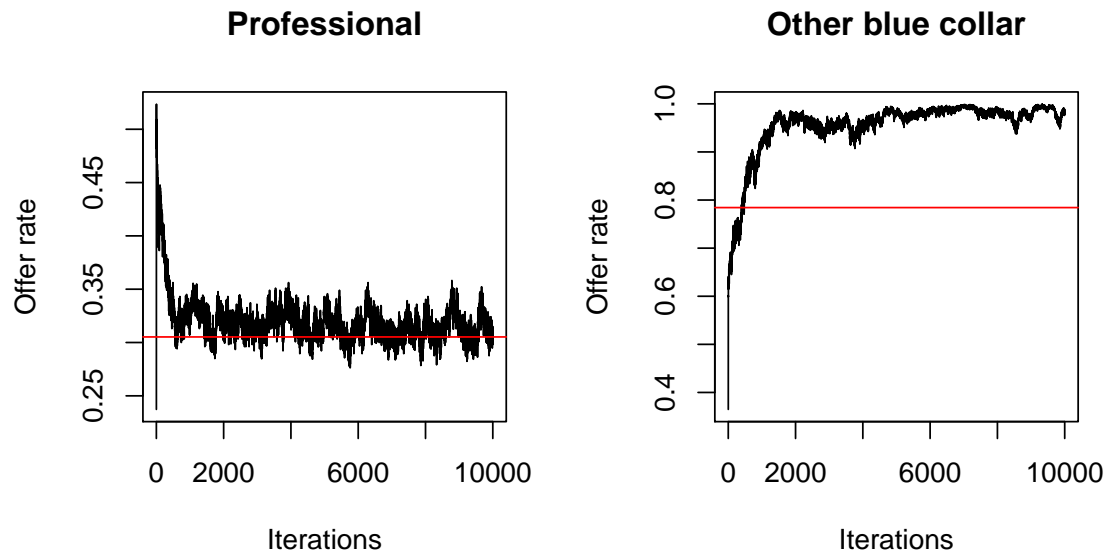 Professional
Offer rate
0.25 0.35 0.45
0 2000 6000 10000
Iterations
Other blue collar
Offer rate
0.4 0.6 0.8 1.0
0 2000 6000 10000
Iterations